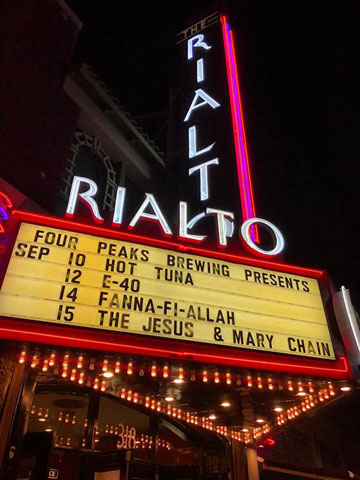 THE
RIALTO
RIALTO
FOUR PEAKS BREWING PRESENTS
SEP 10 HOT TUNA
12 E-40
14 FANNA-FI-ALLAH
15 THE JESUS & MARY CHAIN